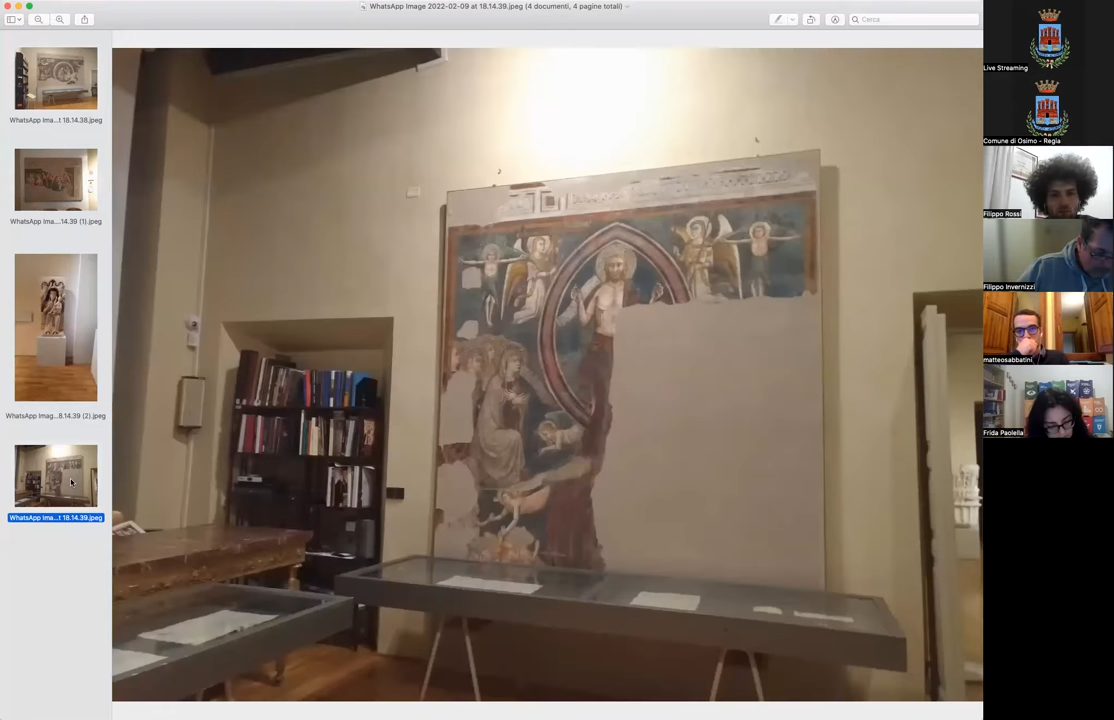 WhatsApp Image 2022-02-09 at 18.14.39.jpeg (4 documenti, 4 pagine totali)
Cerca
WhatsApp Ima...t 18.14.38.jpeg
WhatsApp Ima....14.39 (1).jpeg
WhatsApp Imag...8.14.39 (2).jpeg
WhatsApp Ima...t 18.14.39.jpeg
Live Streaming
Comune di Osimo - Regia
Filippo Rossi
Filippo Invernizzi
matteosabbatini
Frida Paolella